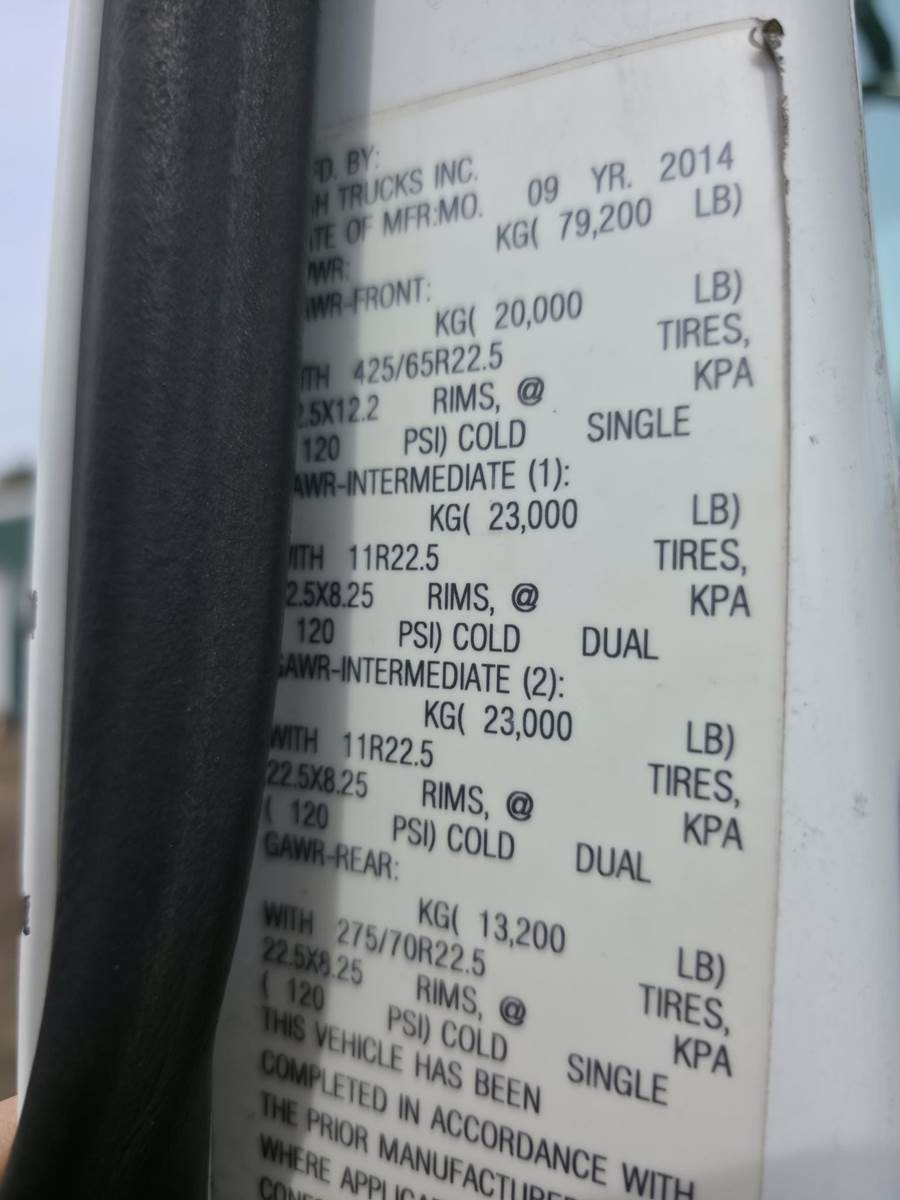 D. BY:
H TRUCKS INC.
TE OF MFR:MO. 09 YR. 2014
WR: KG( 79,200 LB)
WR-FRONT:
KG( 20,000 LB)
TH 425/65R22.5 TIRES,
2.5X12.2 RIMS, @ KPA
120 PSI) COLD SINGLE
AWR-INTERMEDIATE (1):
KG( 23,000 LB)
ITH 11R22.5 TIRES,
2.5X8.25 RIMS, @ KPA
120 PSI) COLD DUAL
GAWR-INTERMEDIATE (2):
KG( 23,000 LB)
WITH 11R22.5 TIRES,
22.5X8.25 RIMS, @ KPA
( 120 PSI) COLD DUAL
GAWR-REAR:
KG( 13,200 LB)
WITH 275/70R22.5 TIRES,
22.5X8.25 RIMS, @ KPA
( 120 PSI) COLD SINGLE
THIS VEHICLE HAS BEEN
COMPLETED IN ACCORDANCE WITH
THE PRIOR MANUFACTURE
WHERE APPLICA